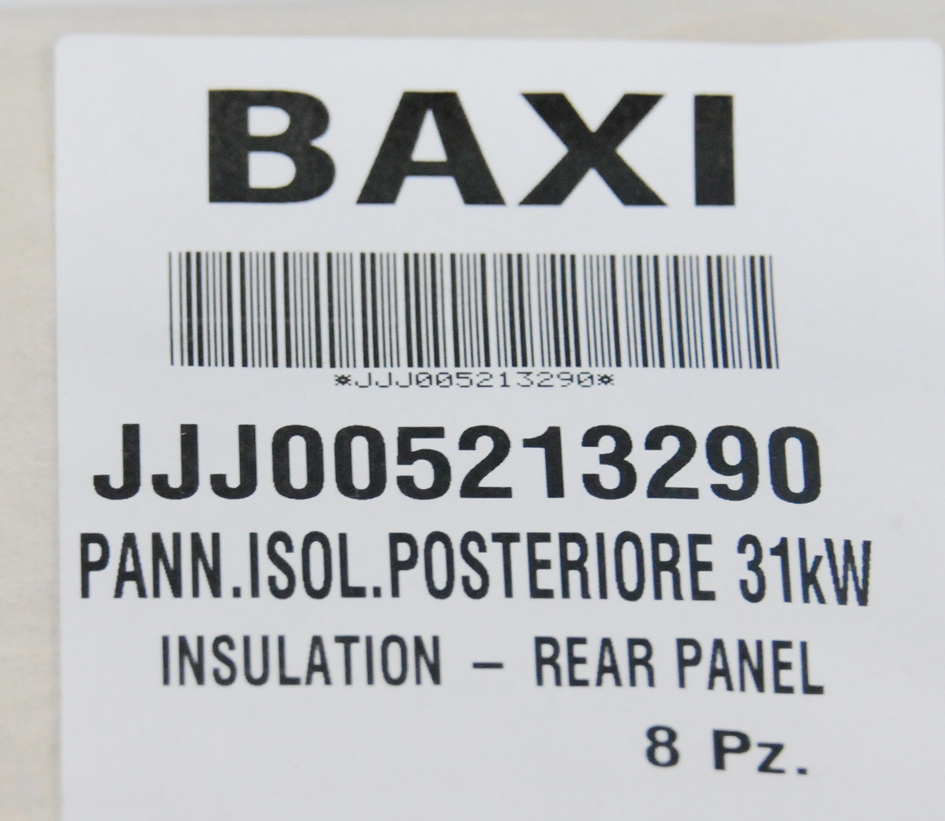 BAXI
*JJJ005213290*
JJJ005213290
PANN.ISOL.POSTERIORE 31kW
INSULATION - REAR PANEL
8 Pz.